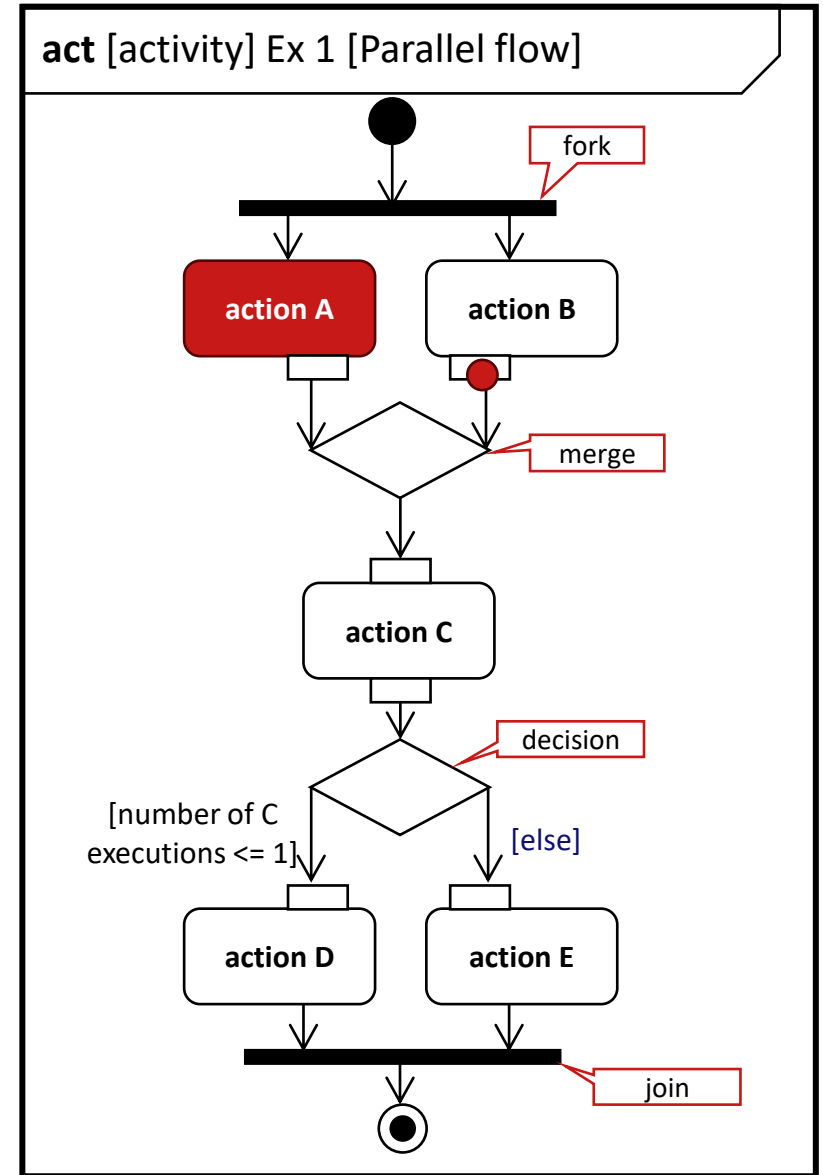 act [activity] Ex 1 [Parallel flow]
fork
action A
action B
merge
action C
decision
[number of C
executions <= 1]
[else]
action D
action E
join